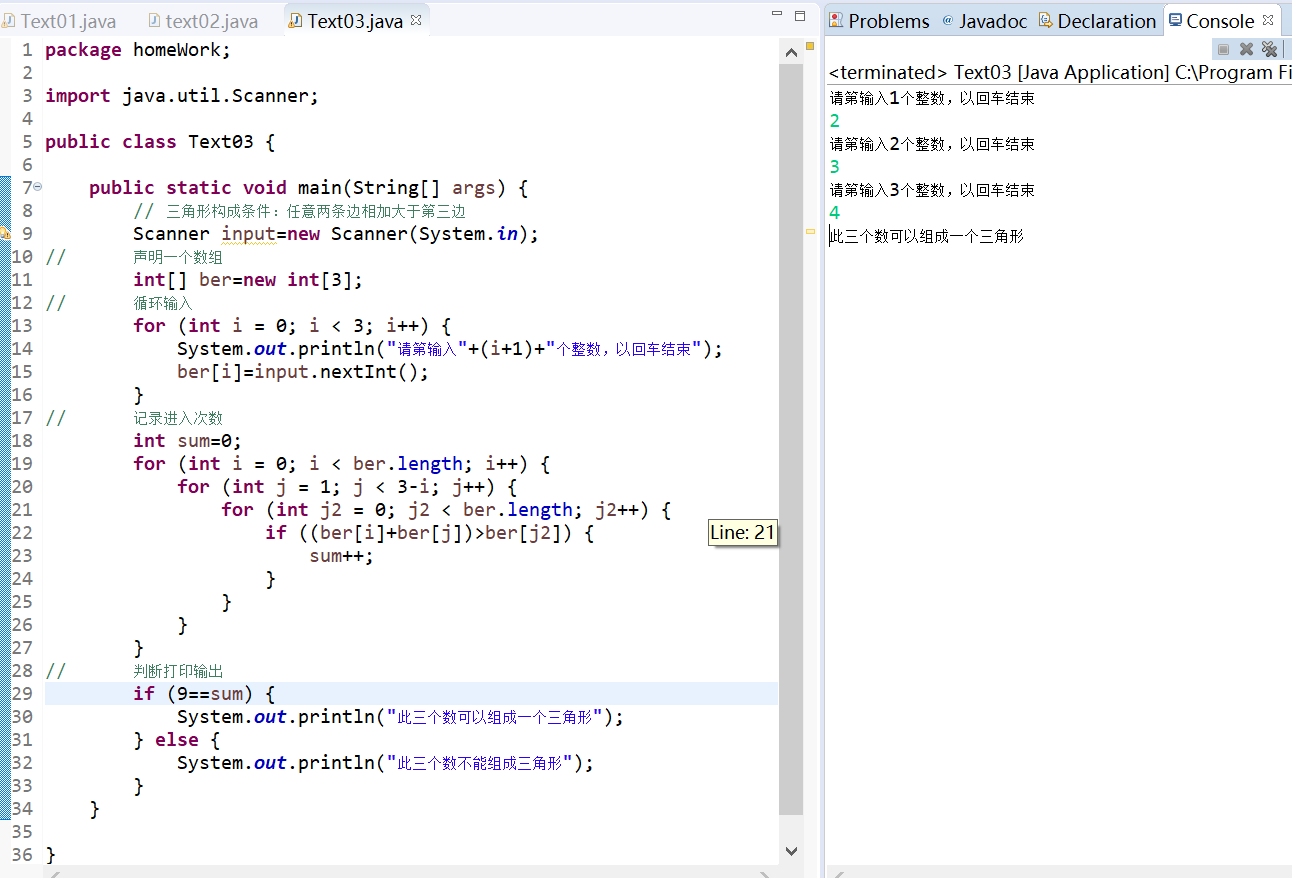 Text01.java text02.java Text03.java
1 package homeWork;
2
3 import java.util.Scanner;
4
5 public class Text03 {
6
7 public static void main(String[] args) {
8 // 三角形构成条件：任意两条边相加大于第三边
9 Scanner input=new Scanner(System.in);
10 // 声明一个数组
11 int[] ber=new int[3];
12 // 循环输入
13 for (int i = 0; i < 3; i++) {
14 System.out.println("请第输入"+(i+1)+"个整数，以回车结束");
15 ber[i]=input.nextInt();
16 }
17 // 记录进入次数
18 int sum=0;
19 for (int i = 0; i < ber.length; i++) {
20 for (int j = 1; j < 3-i; j++) {
21 for (int j2 = 0; j2 < ber.length; j2++) {
22 if ((ber[i]+ber[j])>ber[j2]) {
23 sum++;
24 }
25 }
26 }
27 }
28 // 判断打印输出
29 if (9==sum) {
30 System.out.println("此三个数可以组成一个三角形");
31 } else {
32 System.out.println("此三个数不能组成三角形");
33 }
34 }
35
36 }
Line: 21
Problems @ Javadoc Declaration Console
<terminated> Text03 [Java Application] C:\Program Fi
请第输入1个整数，以回车结束
2
请第输入2个整数，以回车结束
3
请第输入3个整数，以回车结束
4
此三个数可以组成一个三角形